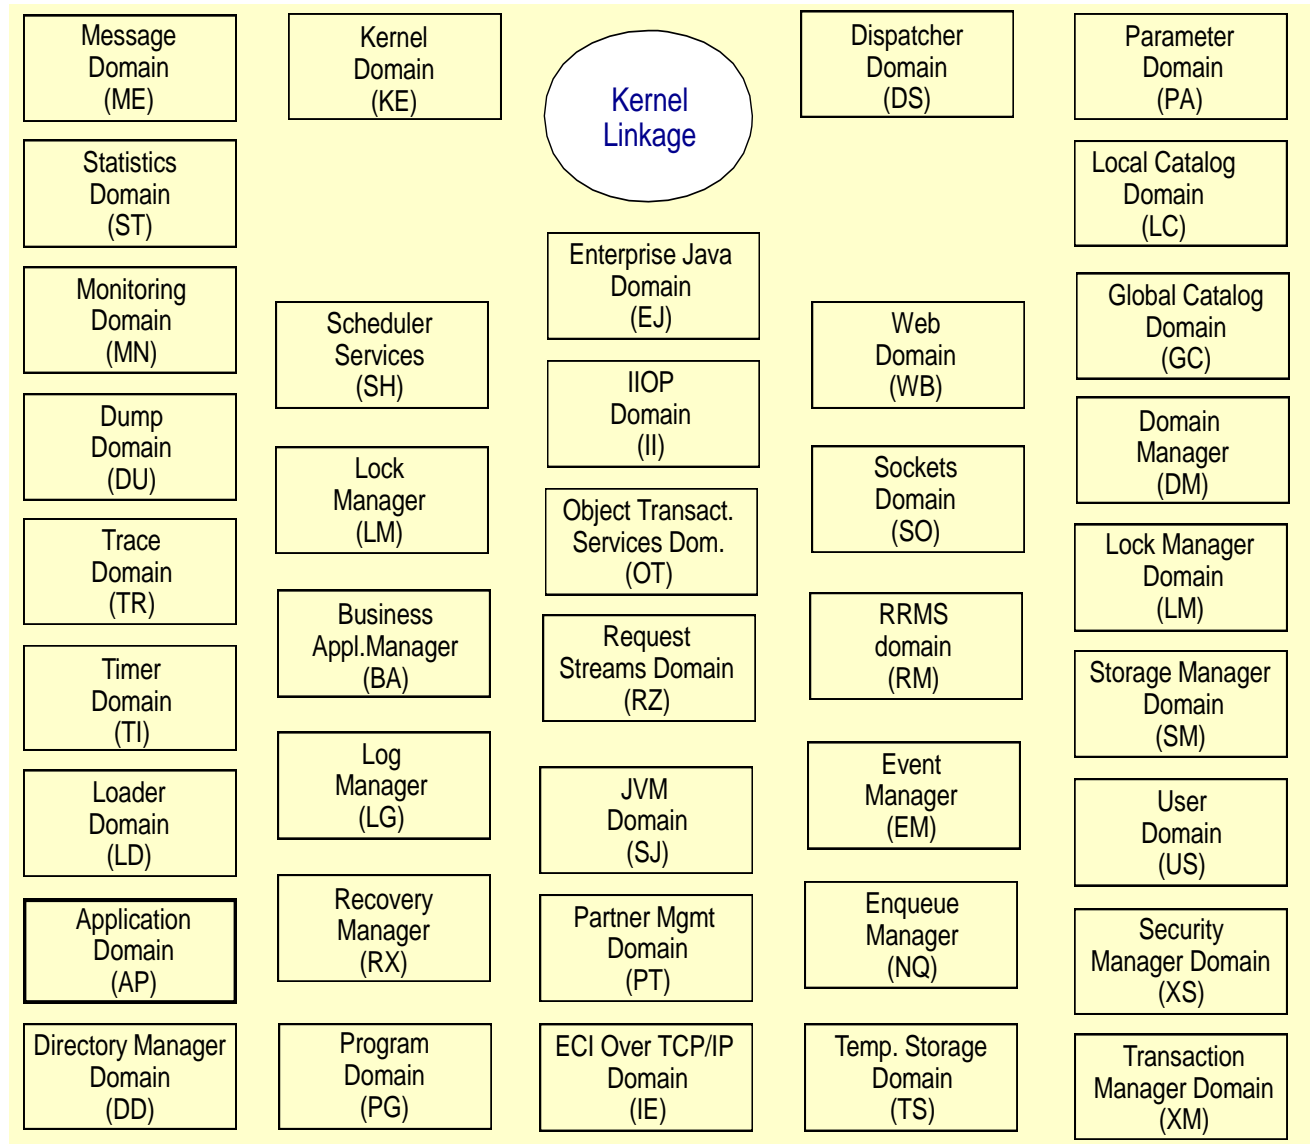 Message
Domain
(ME)
Statistics
Domain
(ST)
Monitoring
Domain
(MN)
Dump
Domain
(DU)
Trace
Domain
(TR)
Timer
Domain
(TI)
Loader
Domain
(LD)
Application
Domain
(AP)
Directory Manager
Domain
(DD)
Kernel
Domain
(KE)
Scheduler
Services
(SH)
Lock
Manager
(LM)
Business
Appl.Manager
(BA)
Log
Manager
(LG)
Recovery
Manager
(RX)
Program
Domain
(PG)
Kernel
Linkage
Enterprise Java
Domain
(EJ)
IIOP
Domain
(II)
Object Transact.
Services Dom.
(OT)
Request
Streams Domain
(RZ)
JVM
Domain
(SJ)
Partner Mgmt
Domain
(PT)
ECI Over TCP/IP
Domain
(IE)
Dispatcher
Domain
(DS)
Web
Domain
(WB)
Sockets
Domain
(SO)
RRMS
domain
(RM)
Event
Manager
(EM)
Enqueue
Manager
(NQ)
Temp. Storage
Domain
(TS)
Parameter
Domain
(PA)
Local Catalog
Domain
(LC)
Global Catalog
Domain
(GC)
Domain
Manager
(DM)
Lock Manager
Domain
(LM)
Storage Manager
Domain
(SM)
User
Domain
(US)
Security
Manager Domain
(XS)
Transaction
Manager Domain
(XM)